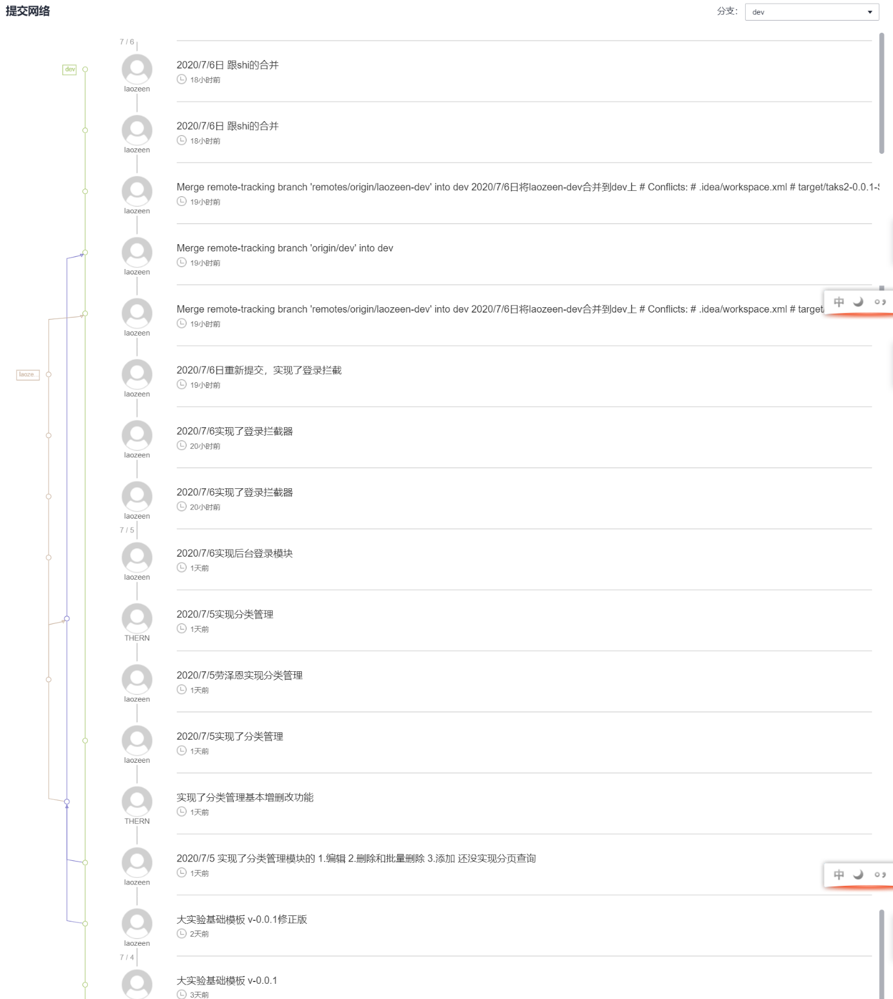 提交网络
分支：
dev
7 / 6
dev
2020/7/6日 跟shi的合并
18小时前
laozeen
2020/7/6日 跟shi的合并
18小时前
laozeen
Merge remote-tracking branch 'remotes/origin/laozeen-dev' into dev 2020/7/6日将laozeen-dev合并到dev上 # Conflicts: # .idea/workspace.xml # target/taks2-0.0.1-
19小时前
laozeen
Merge remote-tracking branch 'origin/dev' into dev
19小时前
laozeen
Merge remote-tracking branch 'remotes/origin/laozeen-dev' into dev 2020/7/6日将laozeen-dev合并到dev上 # Conflicts: # .idea/workspace.xml # target/
中
19小时前
laozeen
laoze...
2020/7/6日重新提交，实现了登录拦截
19小时前
laozeen
2020/7/6实现了登录拦截器
20小时前
laozeen
2020/7/6实现了登录拦截器
20小时前
laozeen
7 / 5
2020/7/6实现后台登录模块
1天前
laozeen
2020/7/5实现分类管理
1天前
THERN
2020/7/5劳泽恩实现分类管理
1天前
laozeen
2020/7/5实现了分类管理
1天前
laozeen
实现了分类管理基本增删改功能
1天前
THERN
2020/7/5 实现了分类管理模块的 1.编辑 2.删除和批量删除 3.添加 还没实现分页查询
1天前
中
laozeen
大实验基础模板 v-0.0.1修正版
2天前
laozeen
7 / 4
大实验基础模板 v-0.0.1
3天前